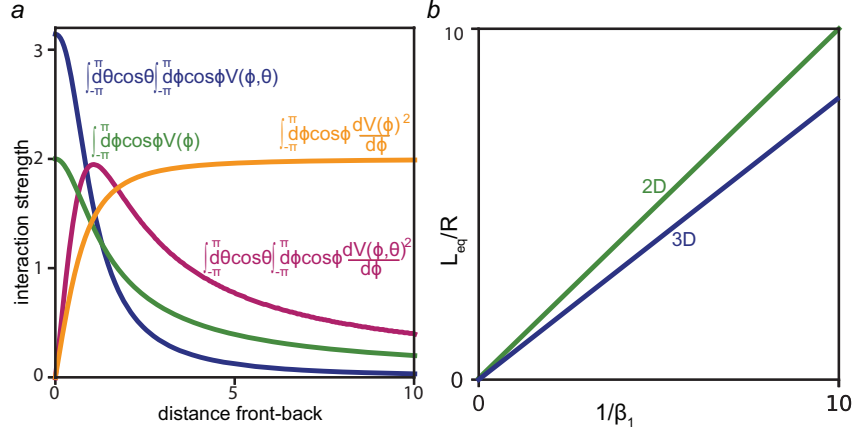 a
3
2
1
0
interaction strength
∫_{-π}^{π}dθcosθ∫_{-π}^{π}dϕcosϕV(ϕ,θ)
∫_{-π}^{π}dϕcosϕV(ϕ)
∫_{-π}^{π}dϕcosϕ dV(ϕ)²/dϕ
∫_{-π}^{π}dθcosθ∫_{-π}^{π}dϕcosϕ dV(ϕ,θ)²/dϕ
0 5 10
distance front-back
b
10
0
L_eq/R
2D
3D
0 10
1/β₁